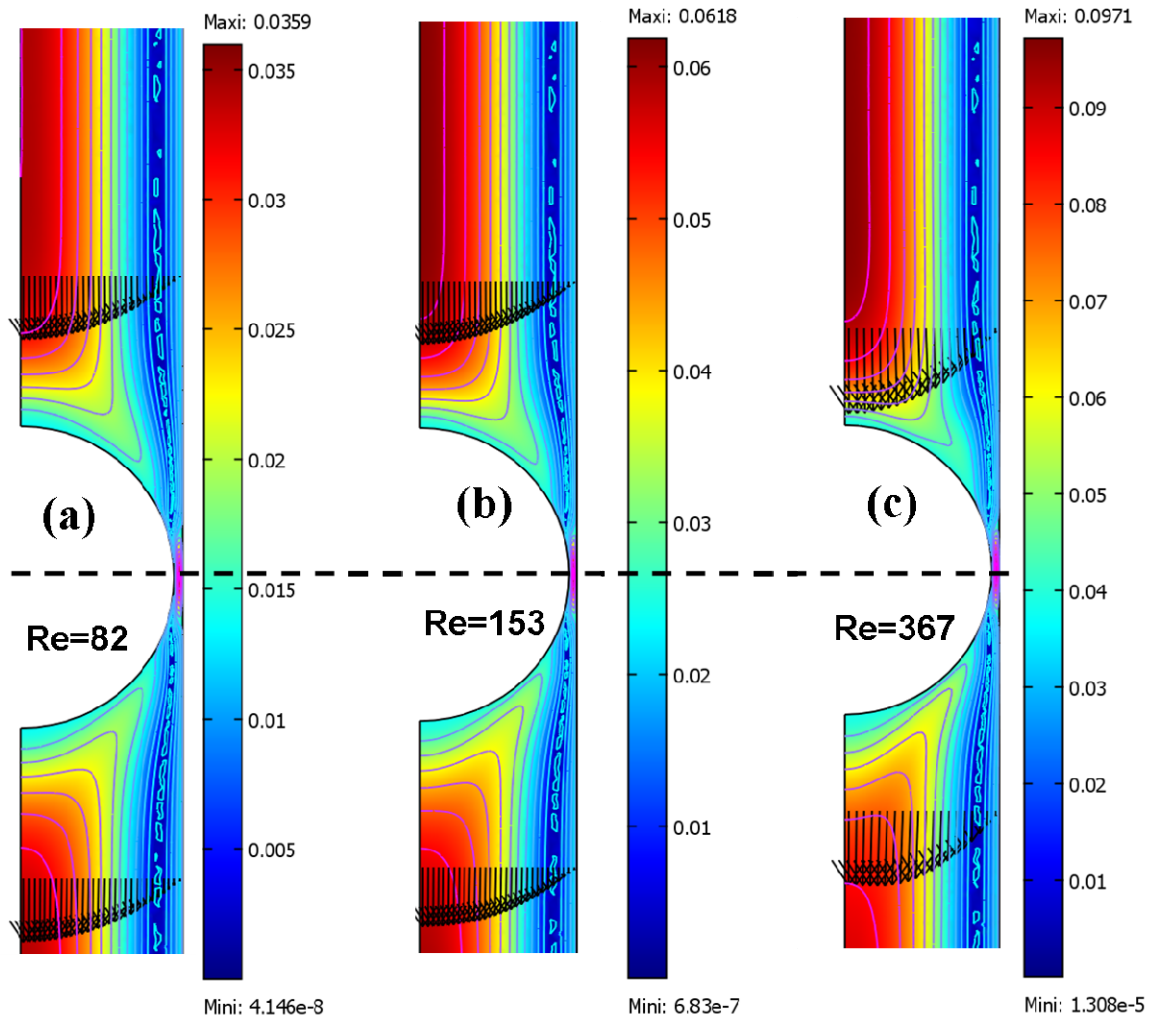 Maxi: 0.0359
0.035
0.03
0.025
0.02
0.015
0.01
0.005
Mini: 4.146e-8
(a)
Re=82
Maxi: 0.0618
0.06
0.05
0.04
0.03
0.02
0.01
Mini: 6.83e-7
(b)
Re=153
Maxi: 0.0971
0.09
0.08
0.07
0.06
0.05
0.04
0.03
0.02
0.01
Mini: 1.308e-5
(c)
Re=367